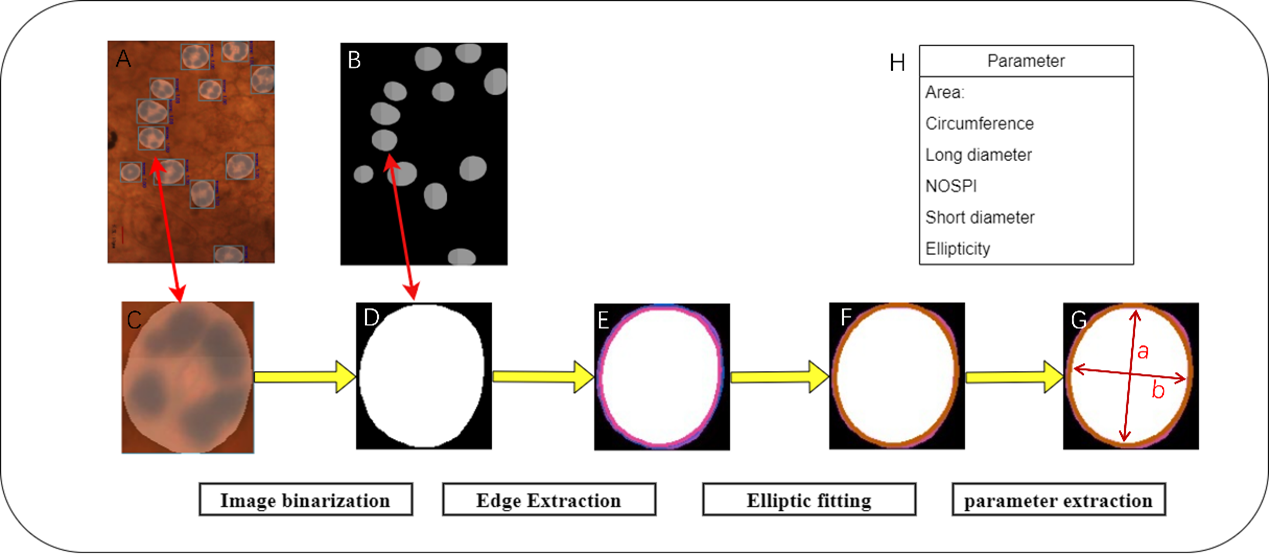 A
B
H
Parameter
Area:
Circumference
Long diameter
NOSPI
Short diameter
Ellipticity
C
D
E
F
G
a
b
Image binarization
Edge Extraction
Elliptic fitting
parameter extraction